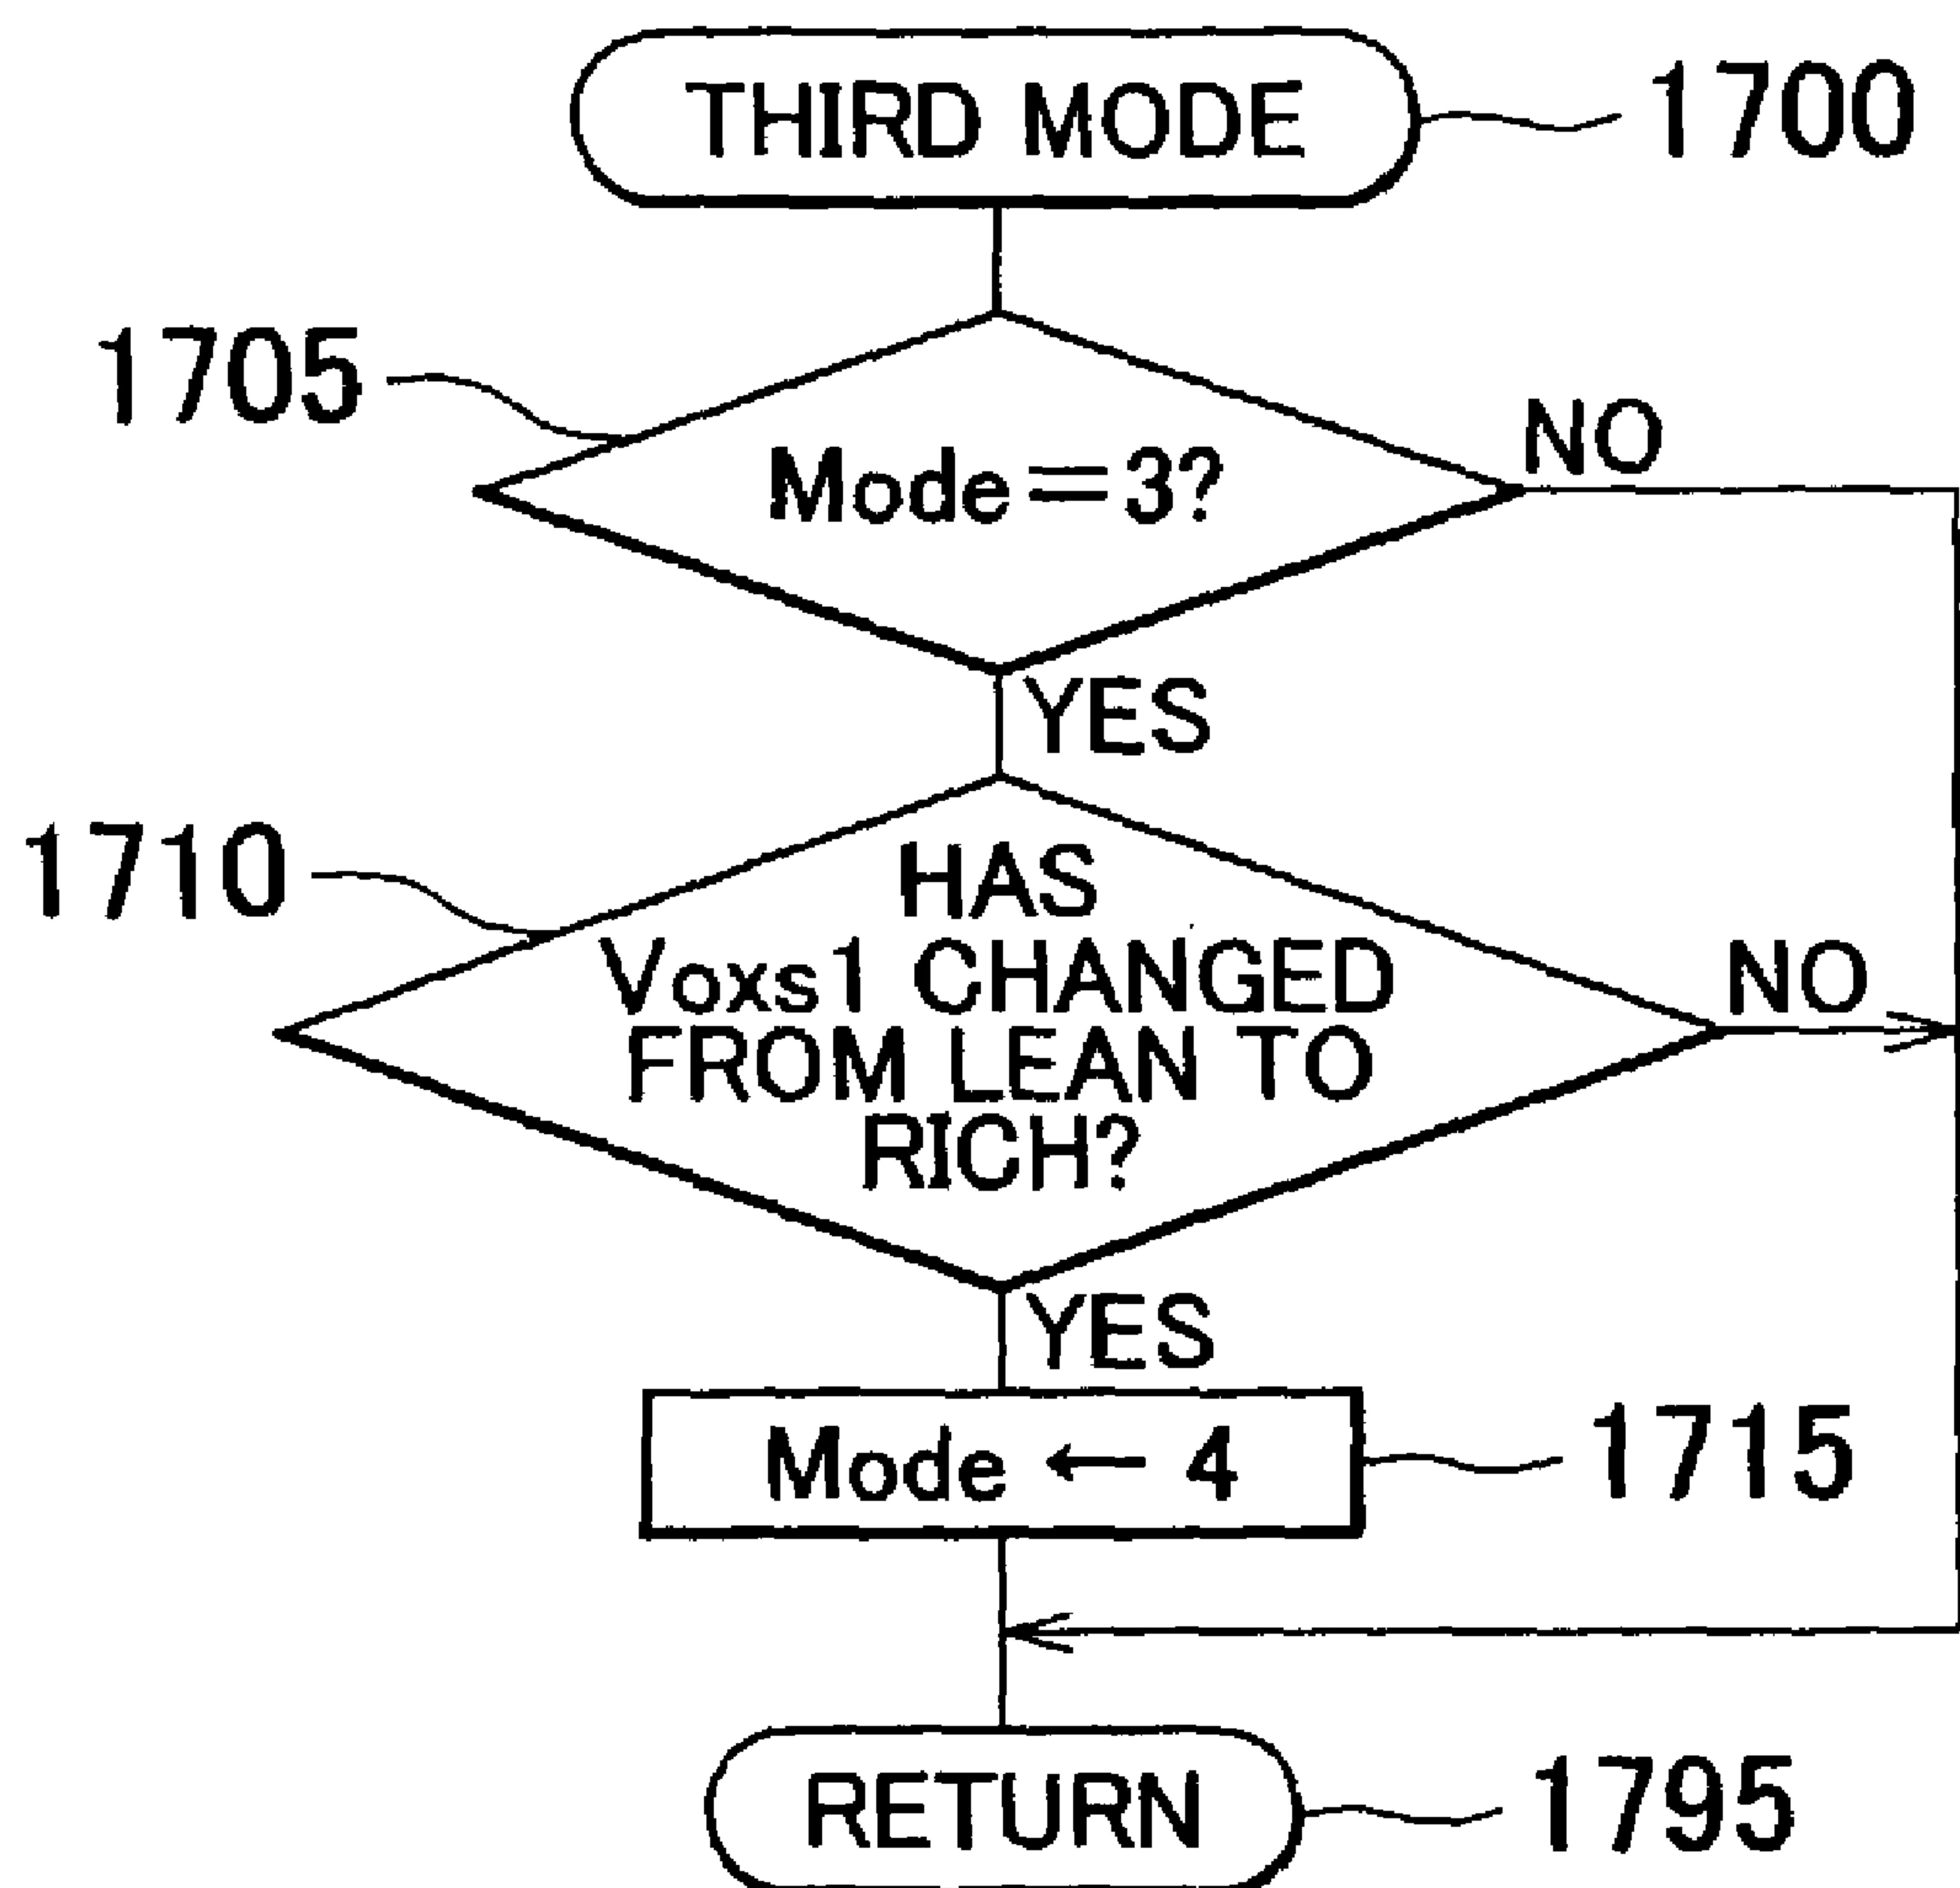 THIRD MODE
1700
1705
Mode=3?
NO
YES
1710
HAS
Voxs1 CHANGED
FROM LEAN TO
RICH?
NO
YES
Mode ← 4
1715
RETURN
1795